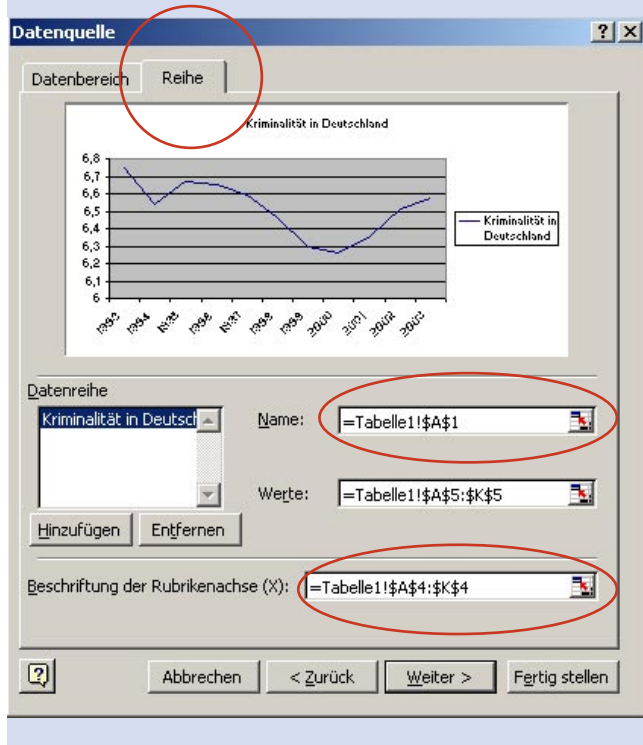 Datenquelle
Datenbereich Reihe
Kriminalität in Deutschland
6,8
6,7
6,6
6,5
6,4
6,3
6,2
6,1
6
1993 1994 1995 1996 1997 1998 1999 2000 2001 2002 2003
Kriminalität in
Deutschland
Datenreihe
Kriminalität in Deutsch
Name: =Tabelle1!$A$1
Werte: =Tabelle1!$A$5:$K$5
Hinzufügen Entfernen
Beschriftung der Rubrikenachse (X): =Tabelle1!$A$4:$K$4
Abbrechen < Zurück Weiter > Fertig stellen